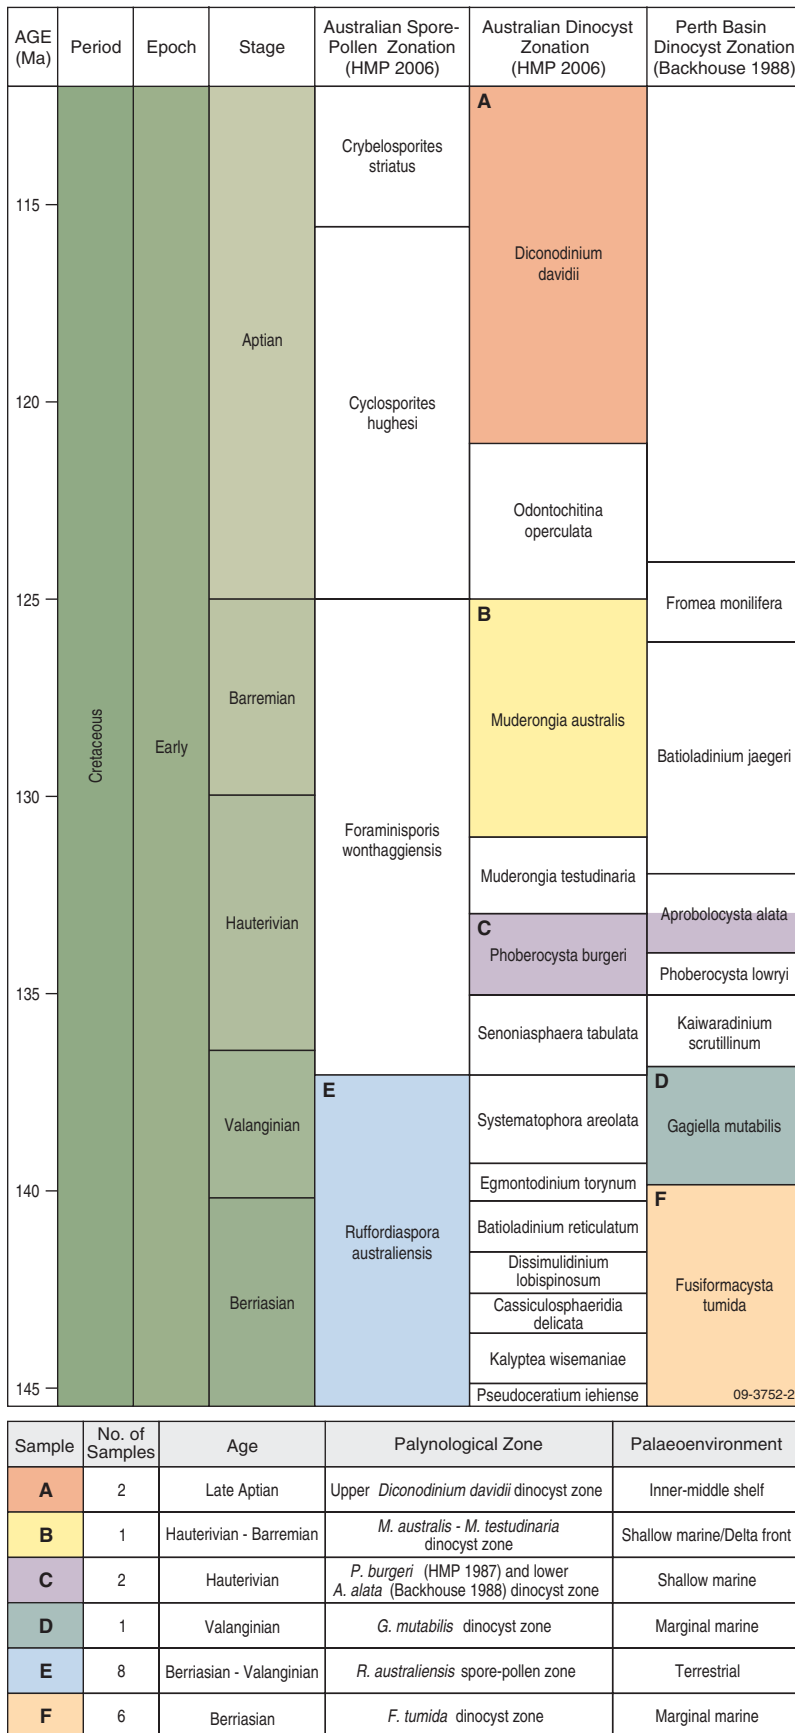 AGE
(Ma)
Period
Epoch
Stage
Australian Spore-
Pollen Zonation
(HMP 2006)
Australian Dinocyst
Zonation
(HMP 2006)
Perth Basin
Dinocyst Zonation
(Backhouse 1988)
115
120
125
130
135
140
145
Cretaceous
Early
Aptian
Barremian
Hauterivian
Valanginian
Berriasian
Crybelosporites
striatus
Cyclosporites
hughesi
Foraminisporis
wonthaggiensis
E
Ruffordiaspora
australiensis
A
Diconodinium
davidii
Odontochitina
operculata
B
Muderongia australis
Muderongia testudinaria
C
Phoberocysta burgeri
Senoniasphaera tabulata
Systematophora areolata
Egmontodinium torynum
Batioladinium reticulatum
Dissimulidinium
lobispinosum
Cassiculosphaeridia
delicata
Kalyptea wisemaniae
Pseudoceratium iehiense
Fromea monilifera
Batioladinium jaegeri
Aprobolocysta alata
Phoberocysta lowryi
Kaiwaradinium
scrutillinum
D
Gagiella mutabilis
F
Fusiformacysta
tumida
09-3752-2
Sample
No. of
Samples
Age
Palynological Zone
Palaeoenvironment
A
2
Late Aptian
Upper Diconodinium davidii dinocyst zone
Inner-middle shelf
B
1
Hauterivian - Barremian
M. australis - M. testudinaria
dinocyst zone
Shallow marine/Delta front
C
2
Hauterivian
P. burgeri (HMP 1987) and lower
A. alata (Backhouse 1988) dinocyst zone
Shallow marine
D
1
Valanginian
G. mutabilis dinocyst zone
Marginal marine
E
8
Berriasian - Valanginian
R. australiensis spore-pollen zone
Terrestrial
F
6
Berriasian
F. tumida dinocyst zone
Marginal marine